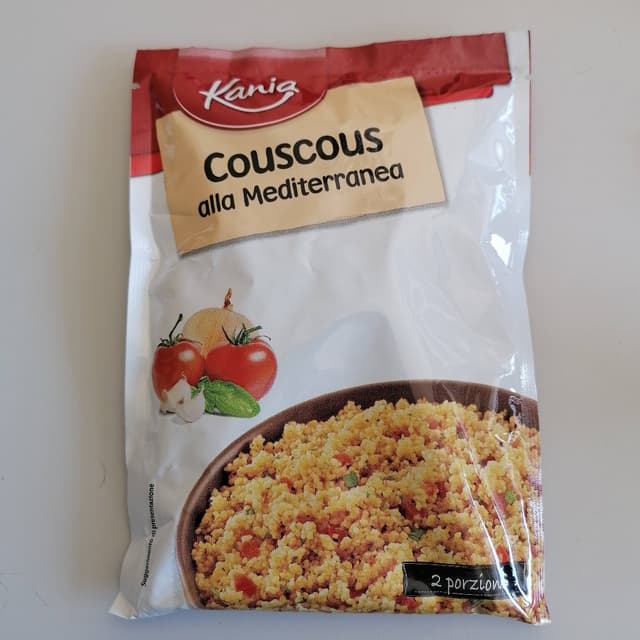 Kania
Couscous
alla Mediterranea
2 porzioni
Suggerimento di presentazione